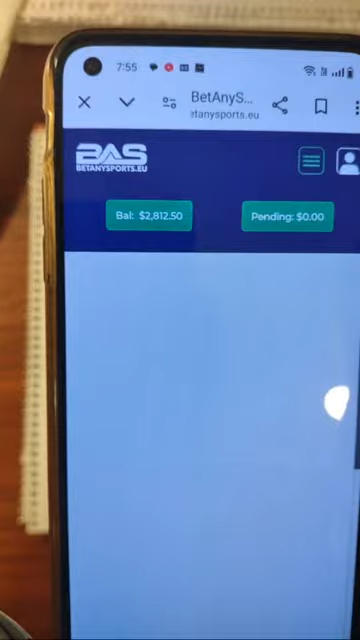 7:55
BetAnyS...
etanysports.eu
BAS
BETANYSPORTS.EU
Bal: $2,812.50
Pending: $0.00